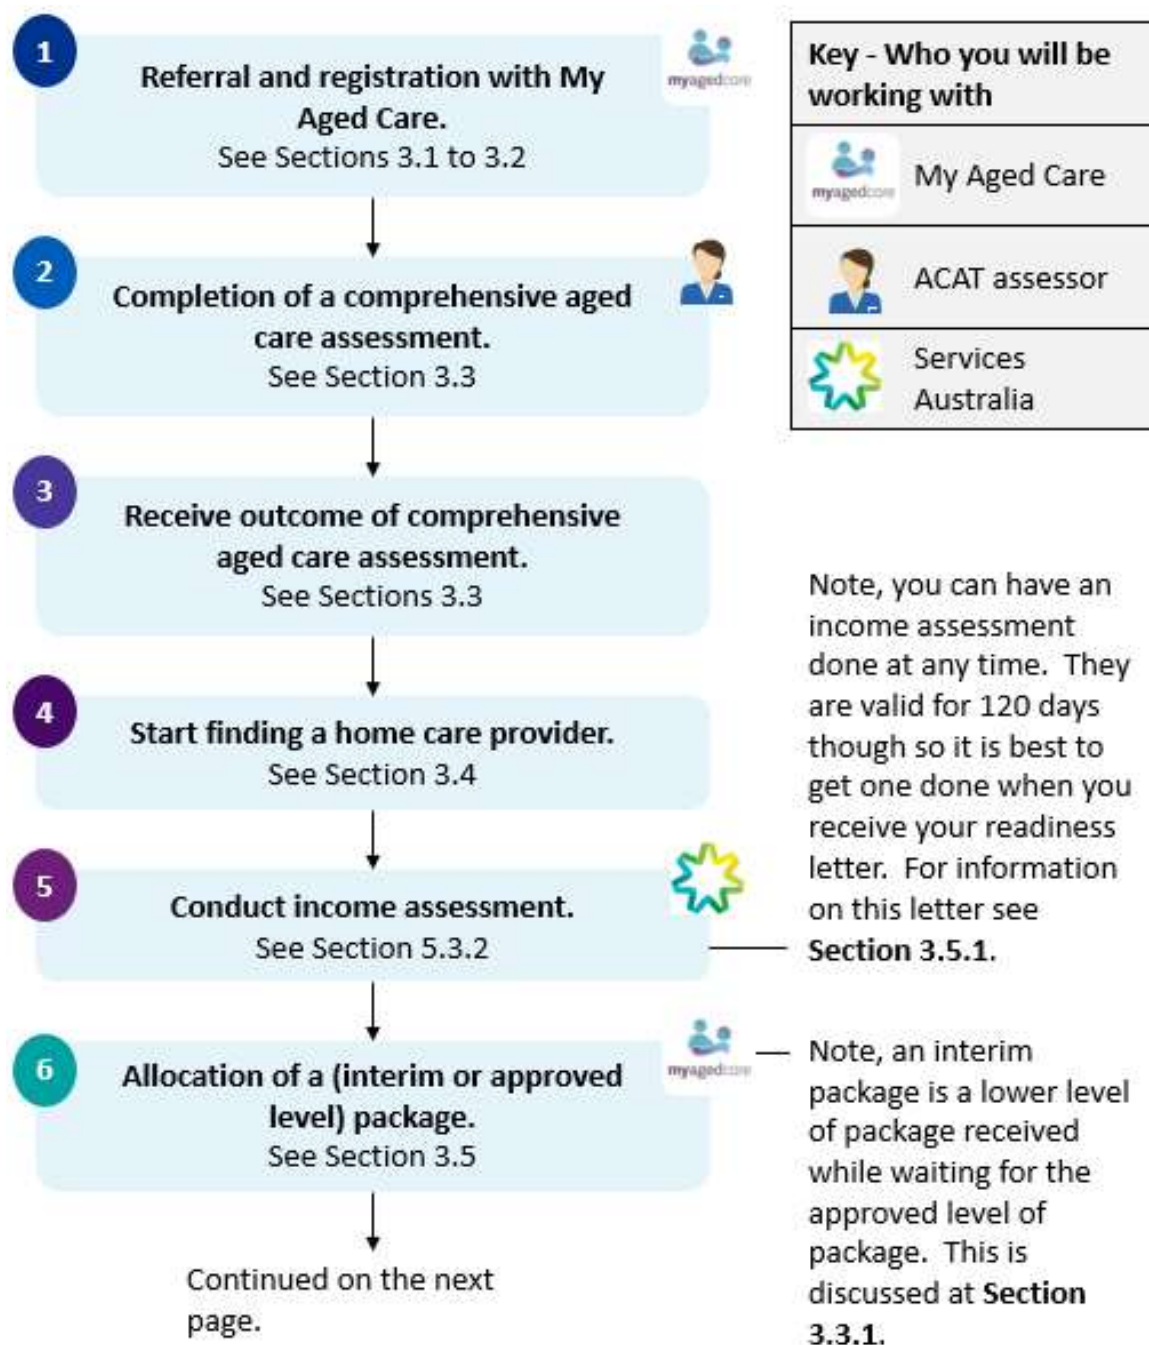 1
Referral and registration with My
Aged Care.
See Sections 3.1 to 3.2
myagedcare
2
Completion of a comprehensive aged
care assessment.
See Section 3.3
3
Receive outcome of comprehensive
aged care assessment.
See Sections 3.3
4
Start finding a home care provider.
See Section 3.4
5
Conduct income assessment.
See Section 5.3.2
6
Allocation of a (interim or approved
level) package.
See Section 3.5
myagedcare
Continued on the next
page.
Key - Who you will be
working with
myagedcare
My Aged Care
ACAT assessor
Services
Australia
Note, you can have an
income assessment
done at any time.  They
are valid for 120 days
though so it is best to
get one done when you
receive your readiness
letter.  For information
on this letter see
Section 3.5.1.
Note, an interim
package is a lower level
of package received
while waiting for the
approved level of
package.  This is
discussed at Section
3.3.1.